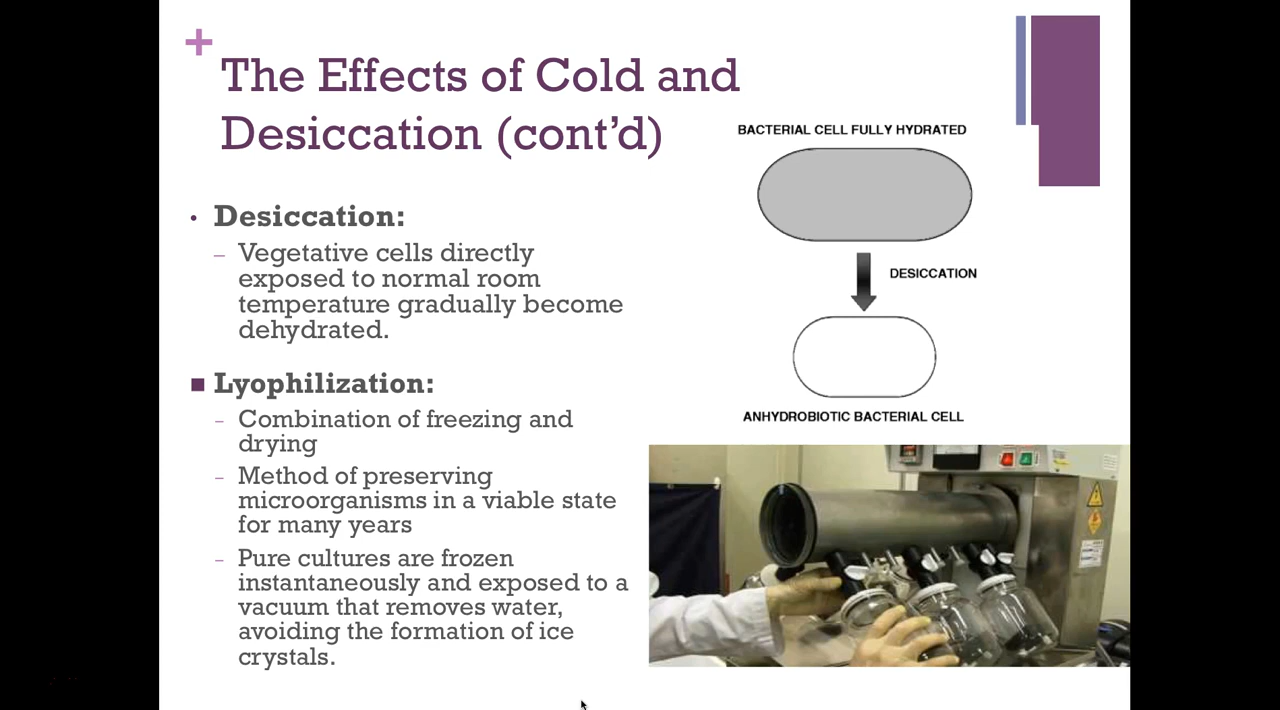 +
The Effects of Cold and
Desiccation (cont’d)
• Desiccation:
– Vegetative cells directly
exposed to normal room
temperature gradually become
dehydrated.
■ Lyophilization:
– Combination of freezing and
drying
– Method of preserving
microorganisms in a viable state
for many years
– Pure cultures are frozen
instantaneously and exposed to a
vacuum that removes water,
avoiding the formation of ice
crystals.
BACTERIAL CELL FULLY HYDRATED
DESICCATION
ANHYDROBIOTIC BACTERIAL CELL